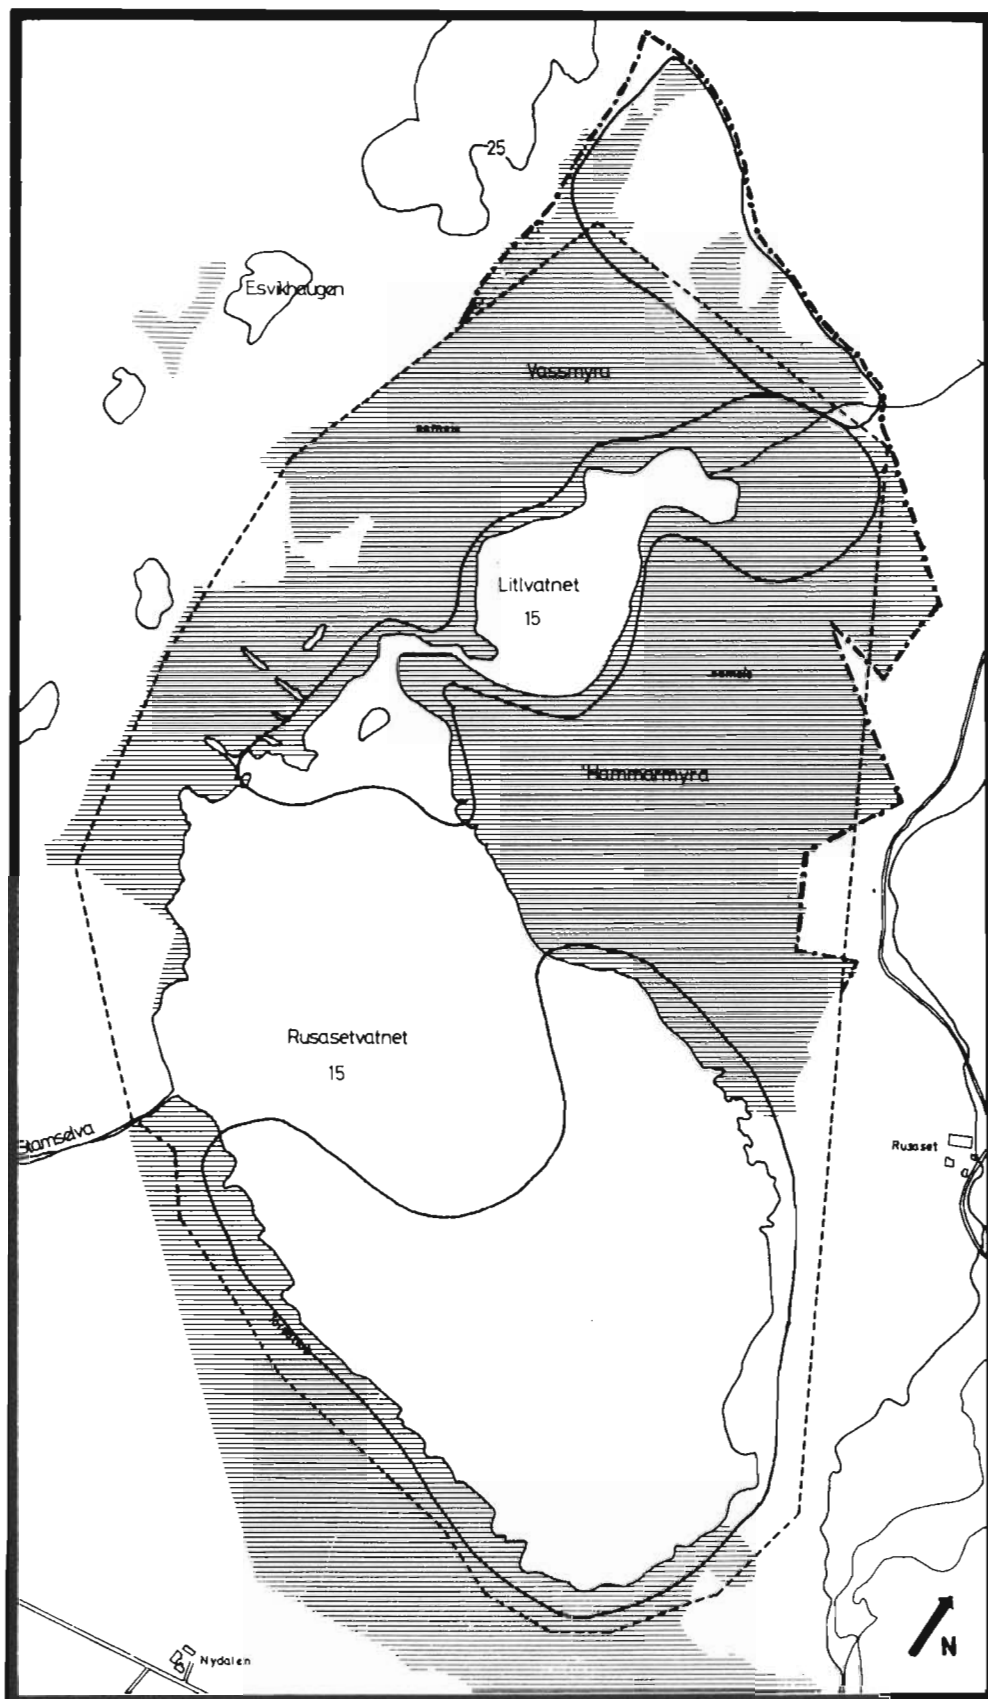 25
Esvikhaugen
Vassmyra
Litlvatnet
15
Hammarmyra
Rusasetvatnet
15
Stamselva
Rusaset
N
Nydalen